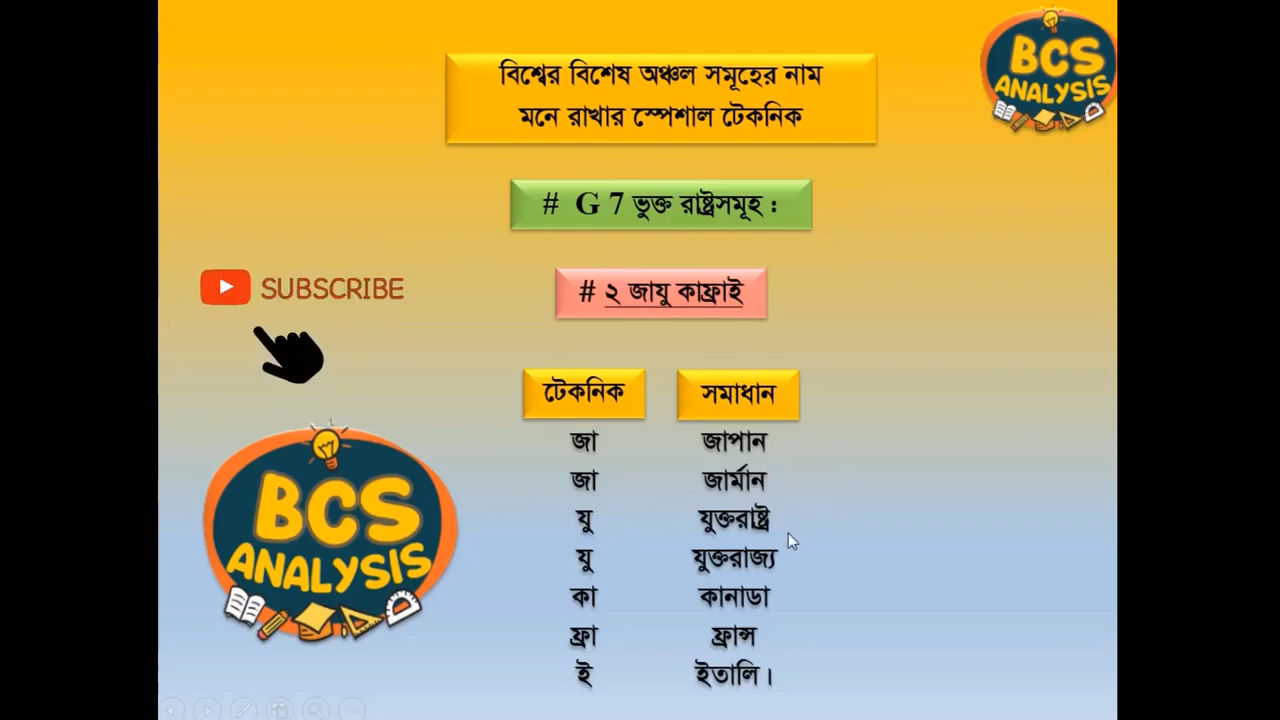 বিশ্বের বিশেষ অঞ্চল সমূহের নাম
মনে রাখার স্পেশাল টেকনিক
BCS
ANALYSIS
# G 7 ভুক্ত রাষ্ট্রসমূহ :
# ২ জাযু কাফ্রাই
SUBSCRIBE
টেকনিক সমাধান
জা জাপান
জা জার্মান
যু যুক্তরাষ্ট্র
যু যুক্তরাজ্য
কা কানাডা
ফ্রা ফ্রান্স
ই ইতালি।
BCS
ANALYSIS